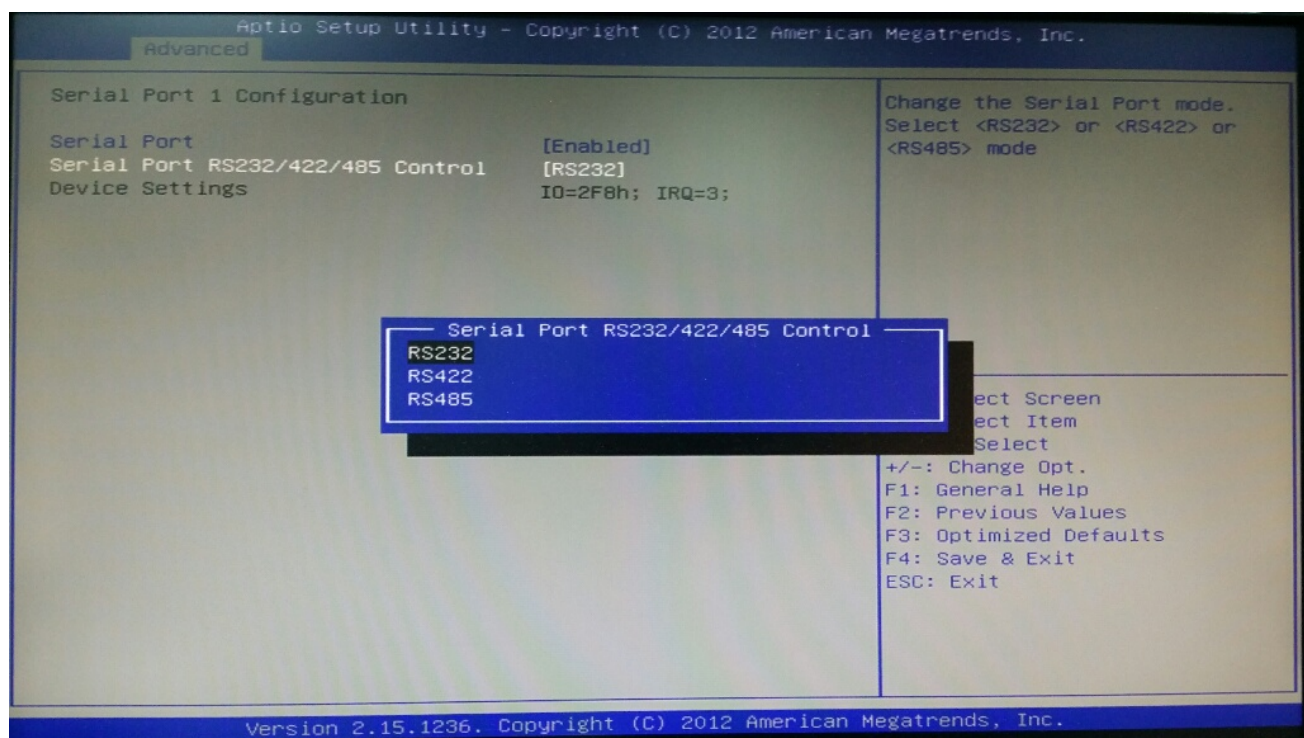 Aptio Setup Utility - Copyright (C) 2012 American Megatrends, Inc.
Advanced
Serial Port 1 Configuration
Serial Port [Enabled]
Serial Port RS232/422/485 Control [RS232]
Device Settings IO=2F8h; IRQ=3;
Change the Serial Port mode.
Select <RS232> or <RS422> or
<RS485> mode
Serial Port RS232/422/485 Control
RS232
RS422
RS485
ect Screen
ect Item
Select
+/-: Change Opt.
F1: General Help
F2: Previous Values
F3: Optimized Defaults
F4: Save & Exit
ESC: Exit
Version 2.15.1236. Copyright (C) 2012 American Megatrends, Inc.